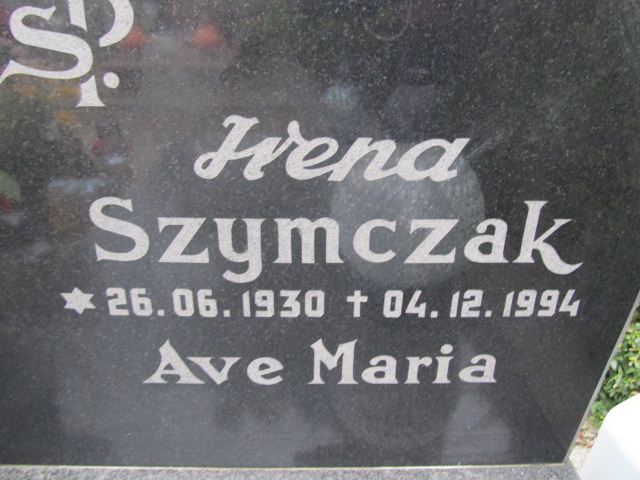 Ś.P.
Irena
Szymczak
✶ 26.06.1930 † 04.12.1994
Ave Maria